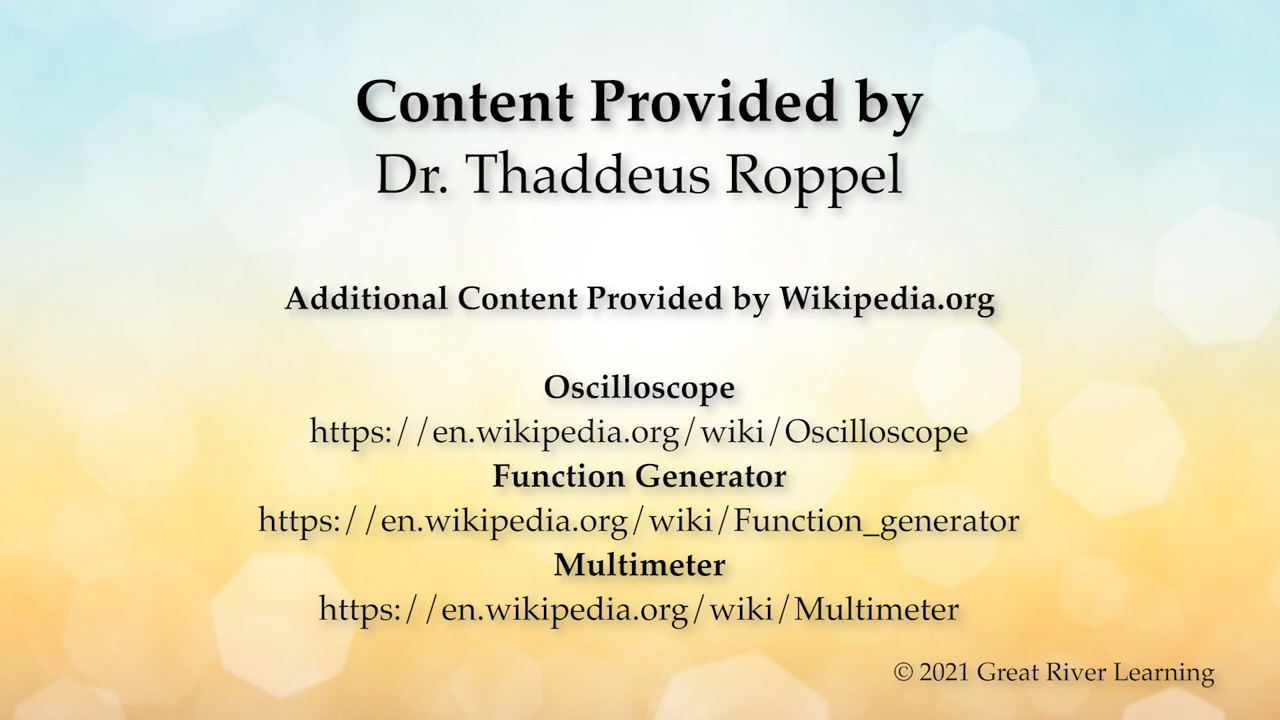 Content Provided by
Dr. Thaddeus Roppel
Additional Content Provided by Wikipedia.org
Oscilloscope
https://en.wikipedia.org/wiki/Oscilloscope
Function Generator
https://en.wikipedia.org/wiki/Function_generator
Multimeter
https://en.wikipedia.org/wiki/Multimeter
© 2021 Great River Learning